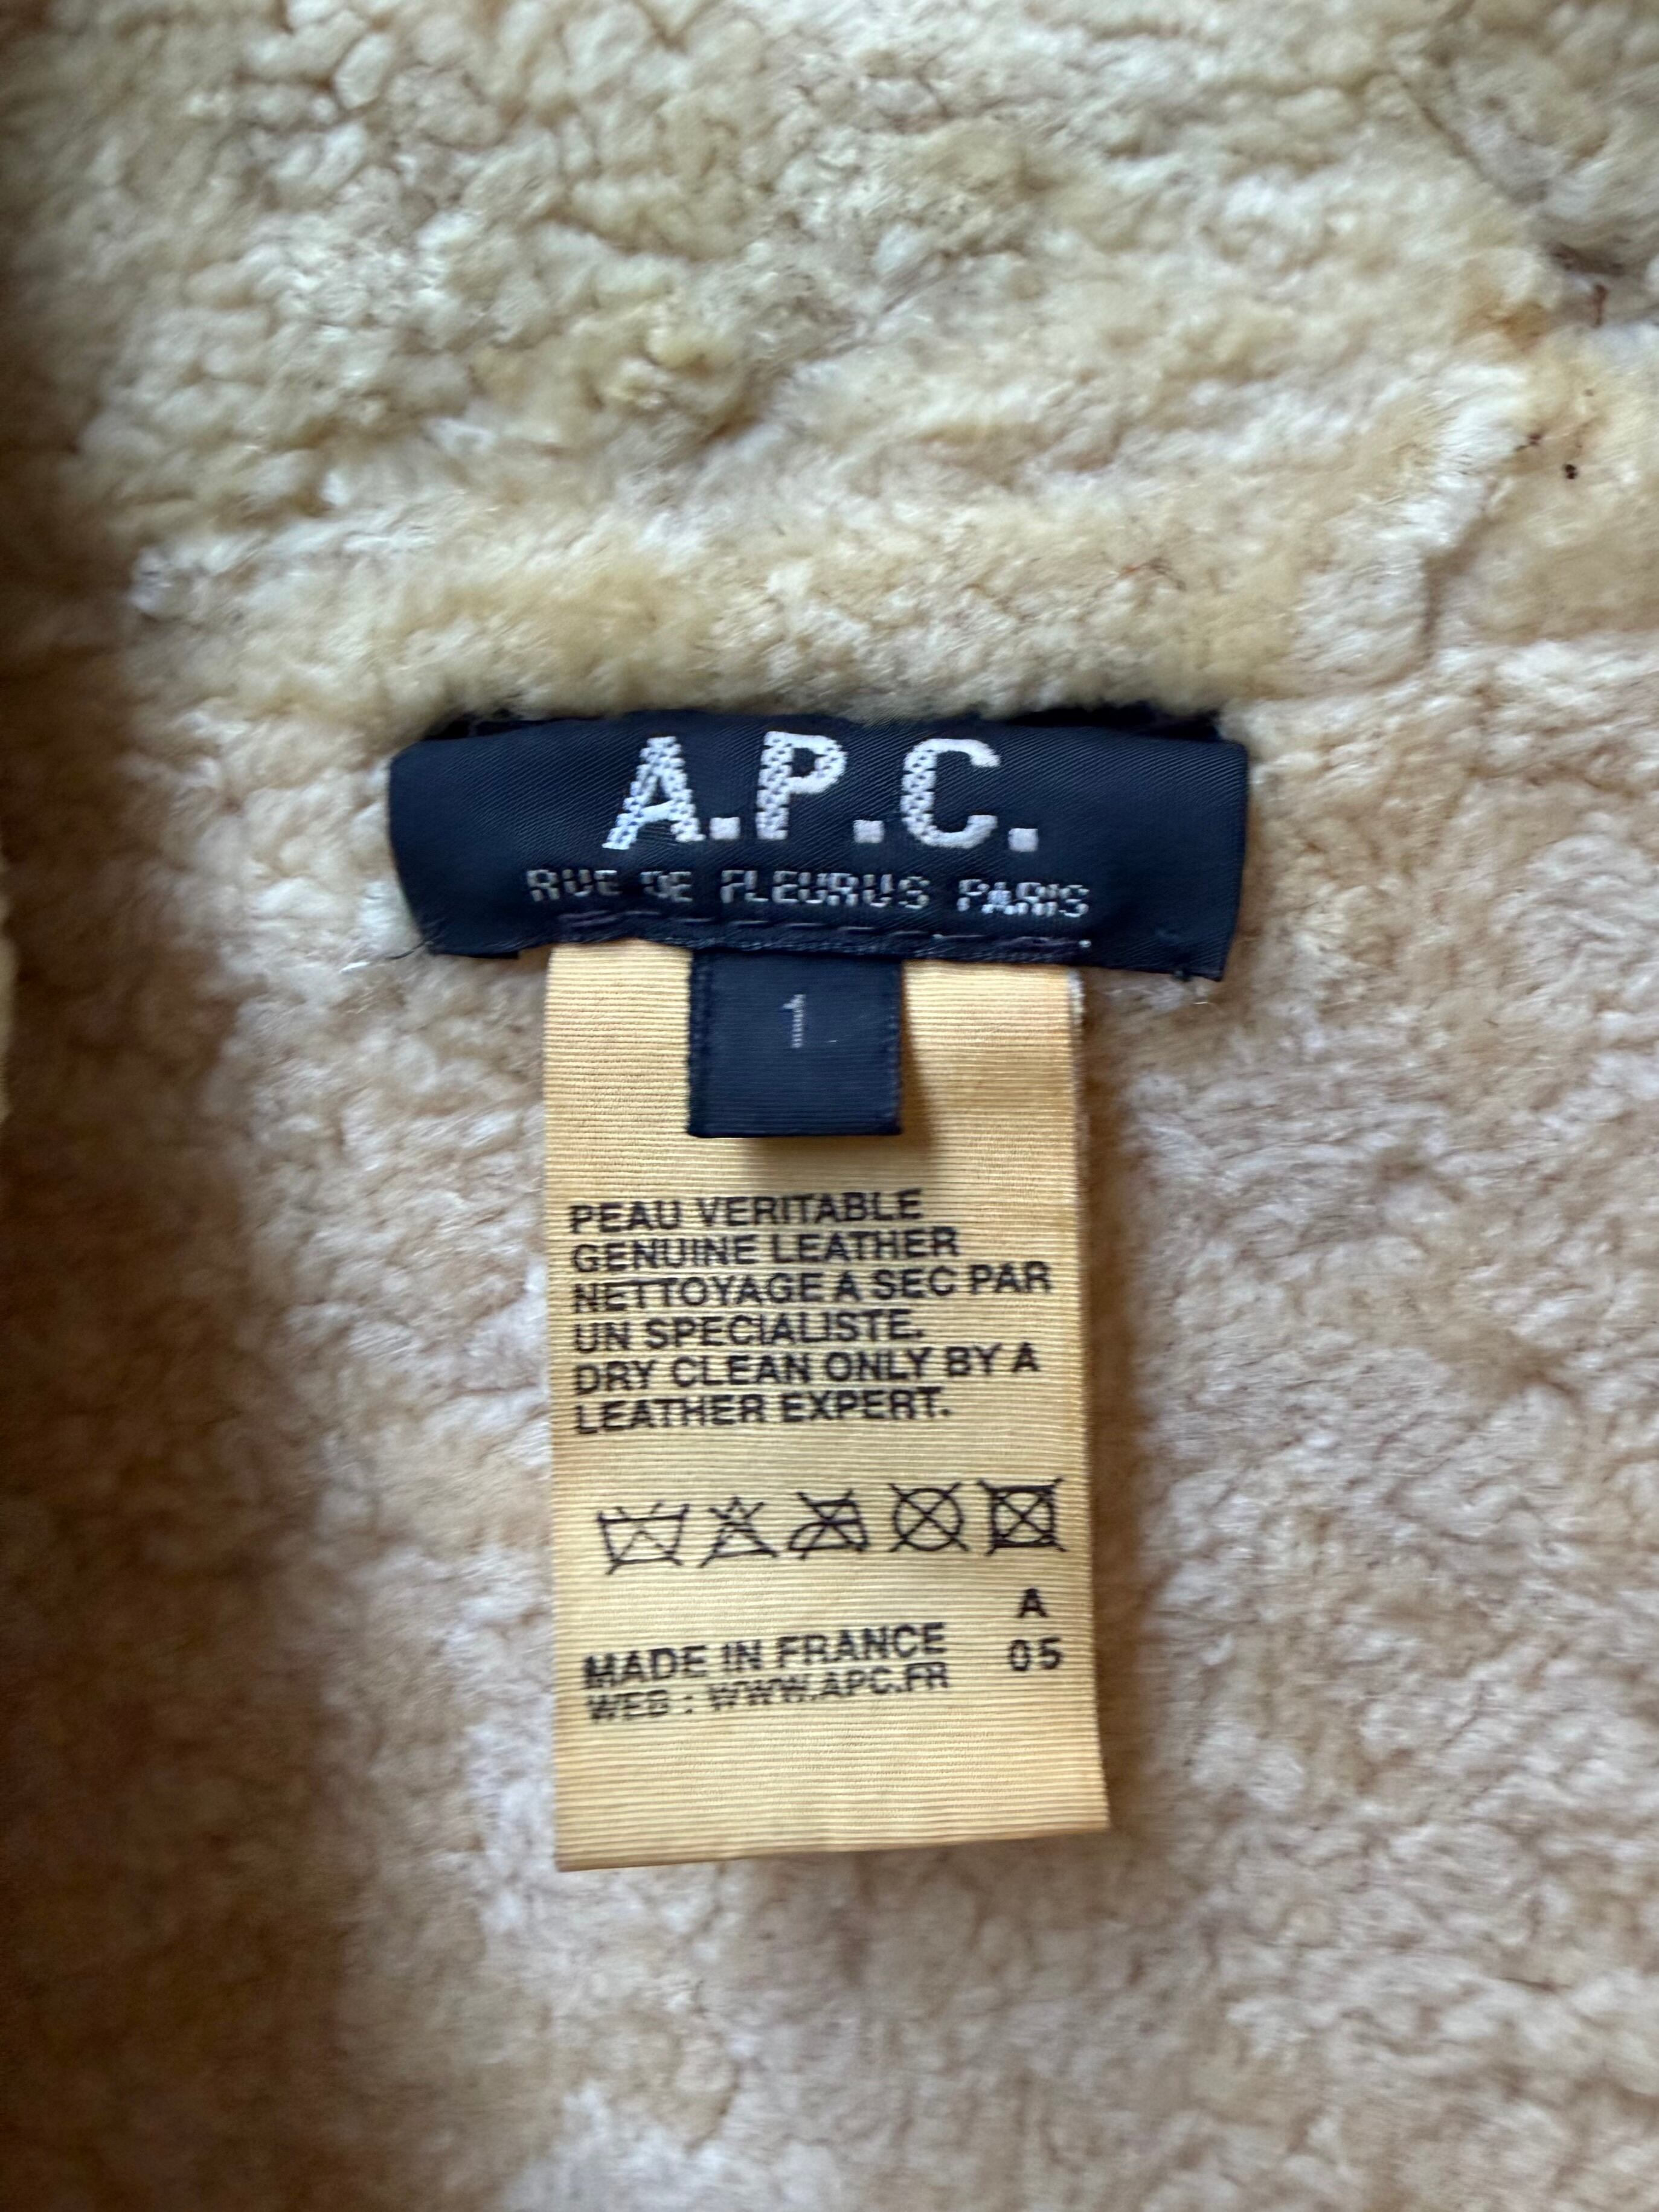 A.P.C.
RUE DE FLEURUS PARIS
1
PEAU VERITABLE
GENUINE LEATHER
NETTOYAGE A SEC PAR
UN SPECIALISTE.
DRY CLEAN ONLY BY A
LEATHER EXPERT.
A
05
MADE IN FRANCE
WEB : WWW.APC.FR